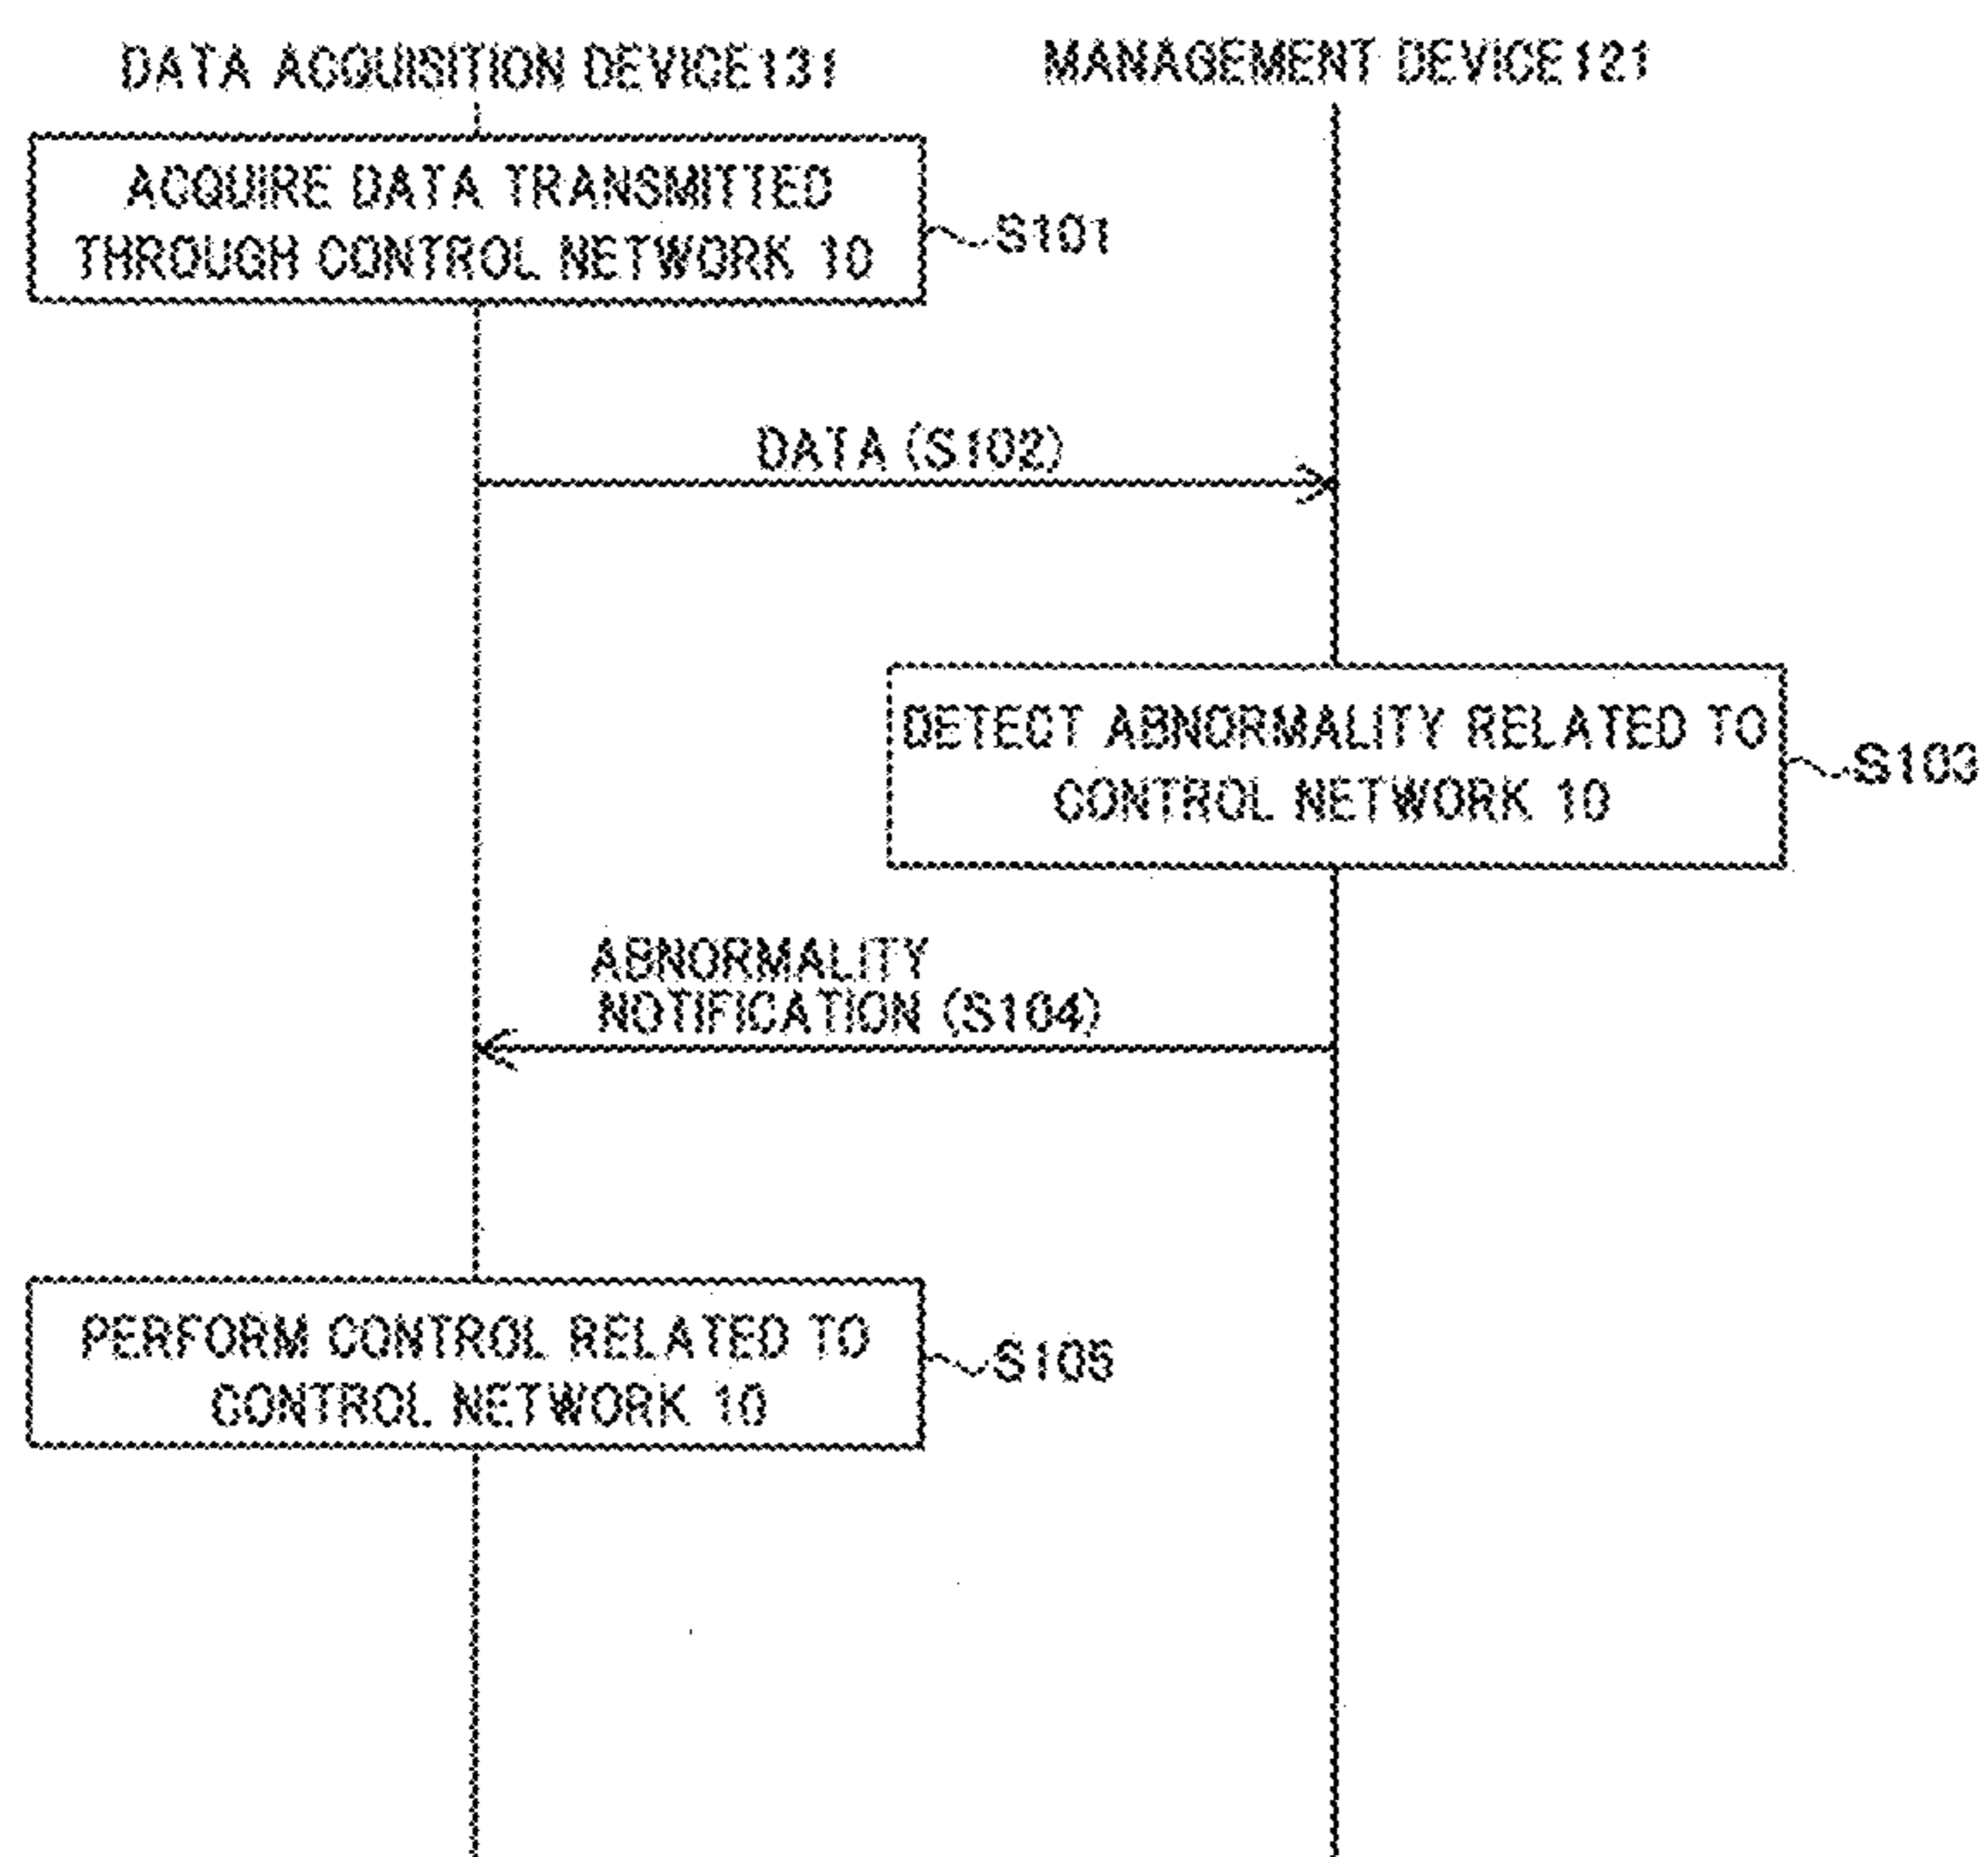 DATA ACQUISITION DEVICE131
MANAGEMENT DEVICE121
ACQUIRE DATA TRANSMITTED
THROUGH CONTROL NETWORK 10
S101
DATA (S102)
DETECT ABNORMALITY RELATED TO
CONTROL NETWORK 10
S103
ABNORMALITY
NOTIFICATION (S104)
PERFORM CONTROL RELATED TO
CONTROL NETWORK 10
S105